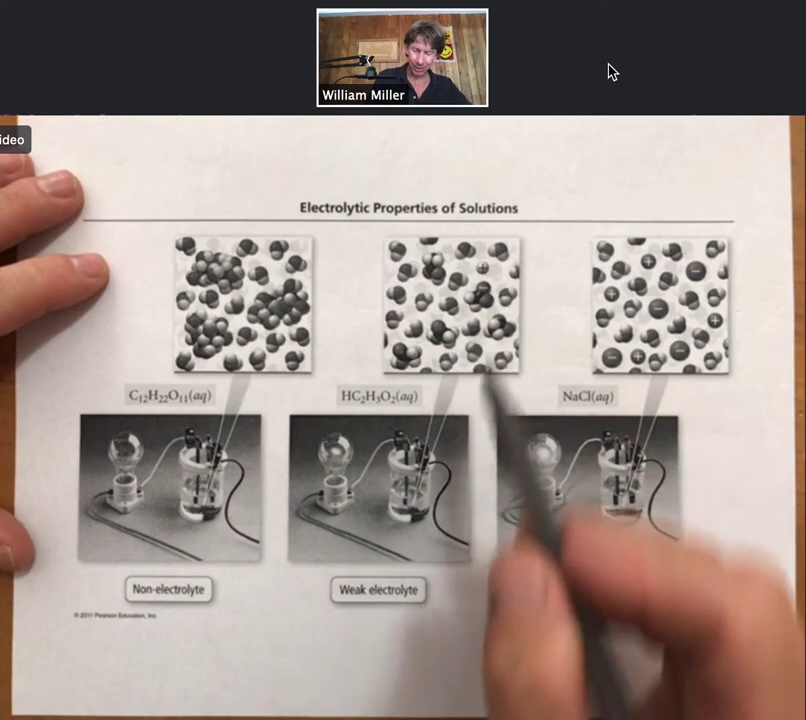 William Miller
ideo
Electrolytic Properties of Solutions
C₁₂H₂₂O₁₁(aq)
HC₂H₃O₂(aq)
NaCl(aq)
Non-electrolyte
Weak electrolyte
© 2011 Pearson Education, Inc.